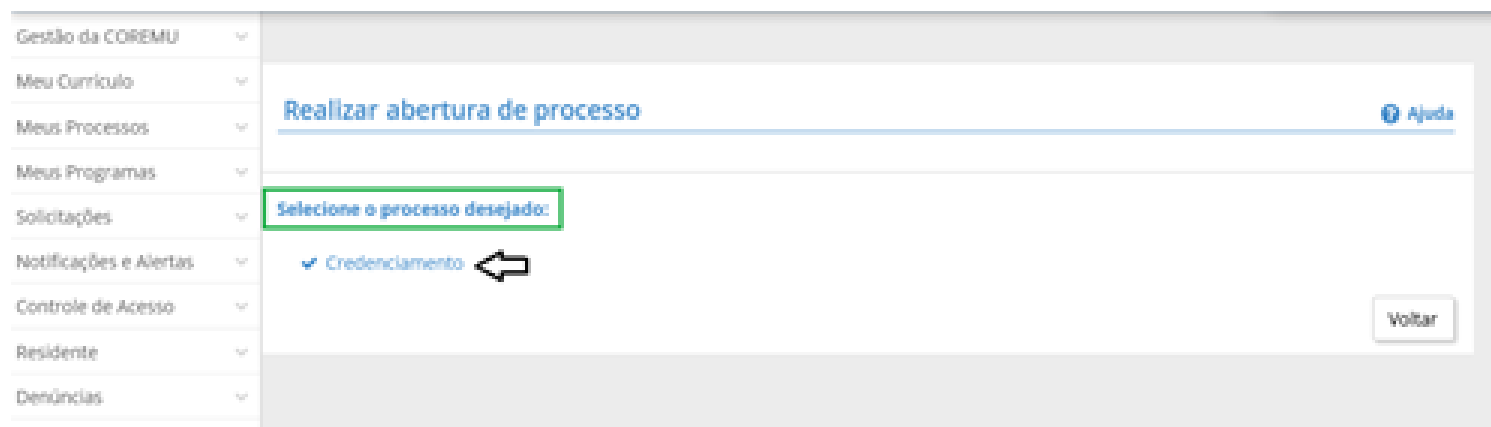 Gestão da COREMU
Meu Currículo
Meus Processos
Meus Programas
Solicitações
Notificações e Alertas
Controle de Acesso
Residente
Denúncias
Realizar abertura de processo
Ajuda
Selecione o processo desejado:
Credenciamento
Voltar